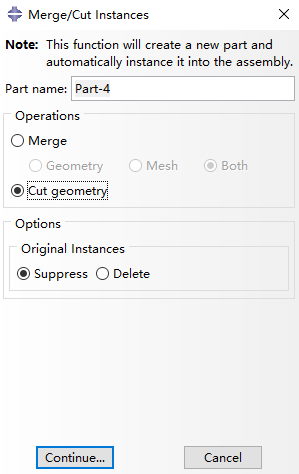 Merge/Cut Instances
Note: This function will create a new part and
automatically instance it into the assembly.
Part name: Part-4
Operations
Merge
Geometry Mesh Both
Cut geometry
Options
Original Instances
Suppress Delete
Continue... Cancel